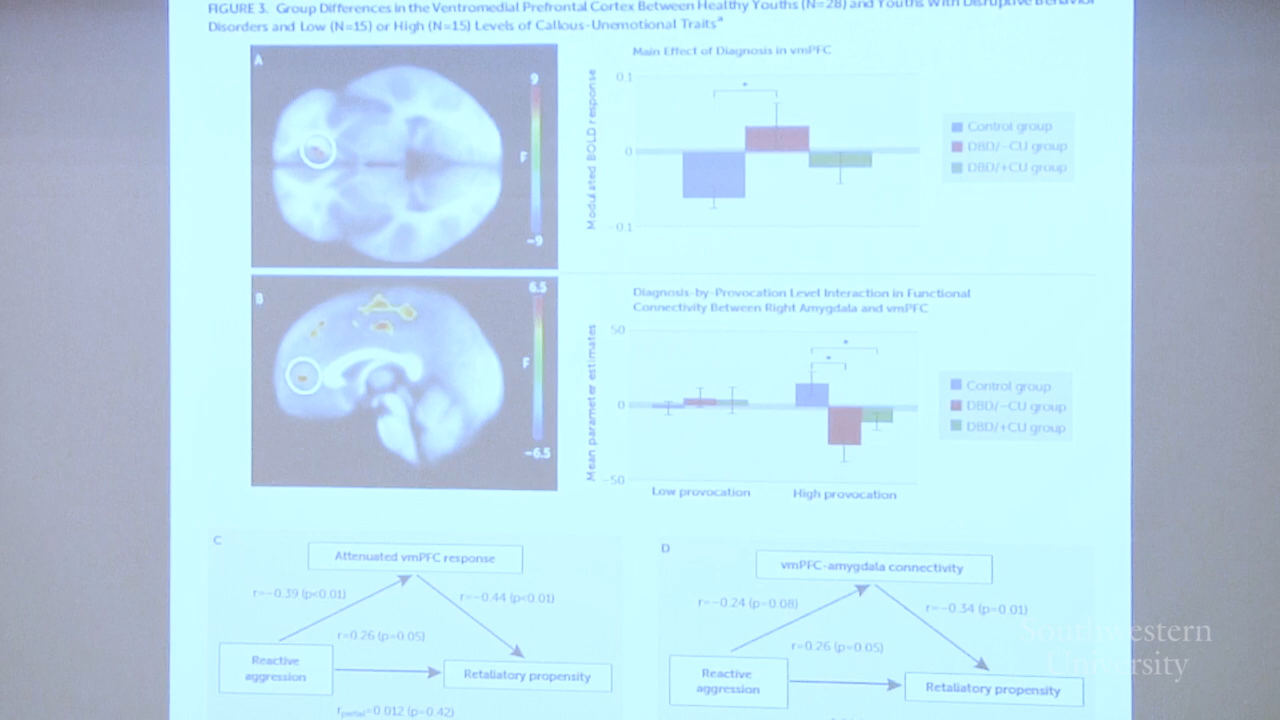 FIGURE 3. Group Differences in the Ventromedial Prefrontal Cortex Between Healthy Youths (N=28) and Youths With Disruptive Behavior
Disorders and Low (N=15) or High (N=15) Levels of Callous-Unemotional Traitsᵃ
A
9
F
−9
Main Effect of Diagnosis in vmPFC
Modulated BOLD response
0.1
0
−0.1
*
Control group
DBD/−CU group
DBD/+CU group
B
6.5
F
−6.5
Diagnosis-by-Provocation Level Interaction in Functional
Connectivity Between Right Amygdala and vmPFC
Mean parameter estimates
50
0
−50
*
*
Low provocation
High provocation
Control group
DBD/−CU group
DBD/+CU group
C
Attenuated vmPFC response
r=−0.39 (p<0.01)
r=−0.44 (p<0.01)
r=0.26 (p=0.05)
Reactive
aggression
Retaliatory propensity
rpartial=0.012 (p=0.42)
D
vmPFC-amygdala connectivity
r=−0.24 (p=0.08)
r=−0.34 (p=0.01)
r=0.26 (p=0.05)
Reactive
aggression
Retaliatory propensity
Southwestern
University